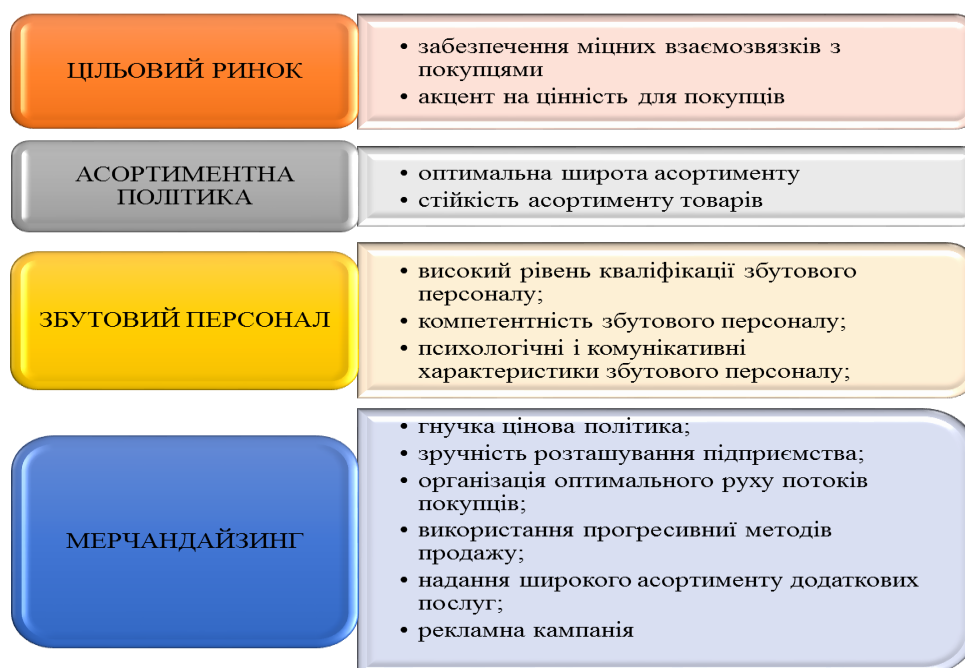 ЦІЛЬОВИЙ РИНОК
• забезпечення міцних взаємозвязків з
покупцями
• акцент на цінність для покупців
АСОРТИМЕНТНА
ПОЛІТИКА
• оптимальна широта асортименту
• стійкість асортименту товарів
ЗБУТОВИЙ ПЕРСОНАЛ
• високий рівень кваліфікації збутового
персоналу;
• компетентність збутового персоналу;
• психологічні і комунікативні
характеристики збутового персоналу;
МЕРЧАНДАЙЗИНГ
• гнучка цінова політика;
• зручність розташування підприємства;
• організація оптимального руху потоків
покупців;
• використання прогресивниї методів
продажу;
• надання широкого асортименту додаткових
послуг;
• рекламна кампанія